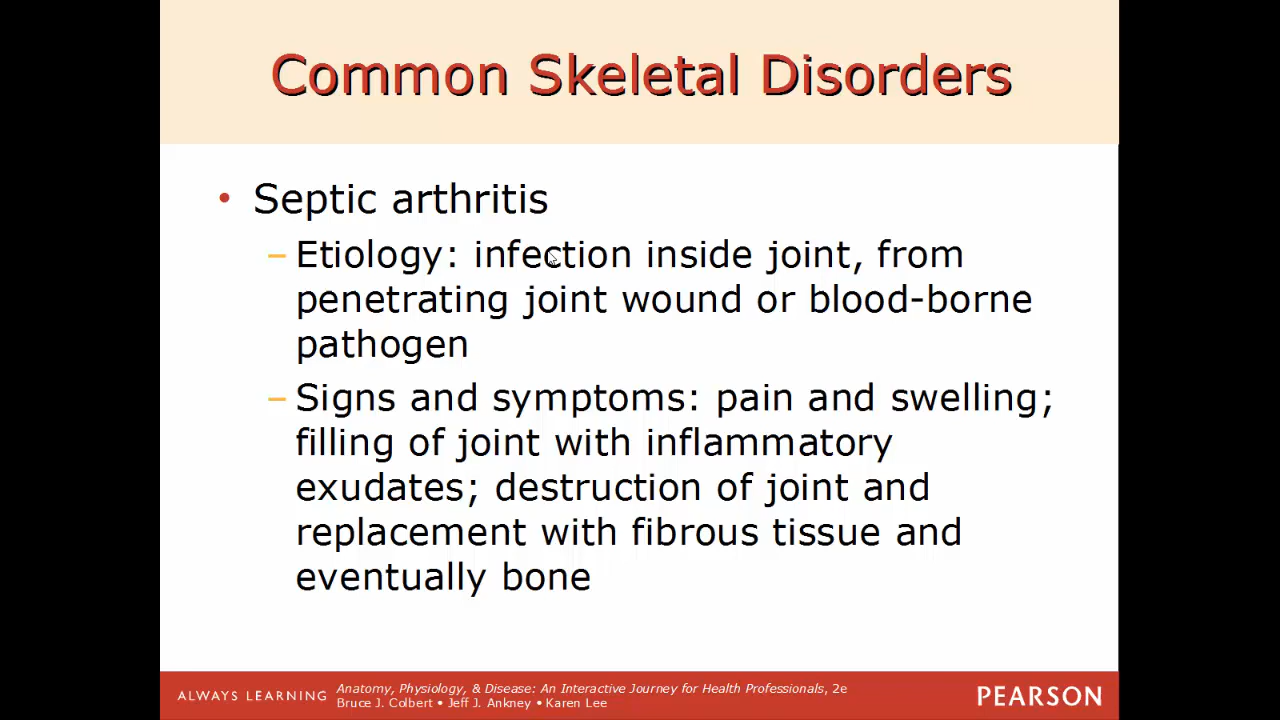 Common Skeletal Disorders
• Septic arthritis
– Etiology: infection inside joint, from
penetrating joint wound or blood-borne
pathogen
– Signs and symptoms: pain and swelling;
filling of joint with inflammatory
exudates; destruction of joint and
replacement with fibrous tissue and
eventually bone
ALWAYS LEARNING
Anatomy, Physiology, & Disease: An Interactive Journey for Health Professionals, 2e
Bruce J. Colbert • Jeff J. Ankney • Karen Lee
PEARSON